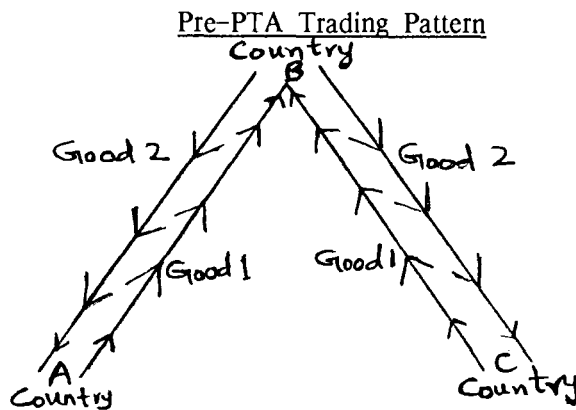 Pre-PTA Trading Pattern
Country
B
Good 2
Good 2
Good 1
Good 1
A
Country
C
Country